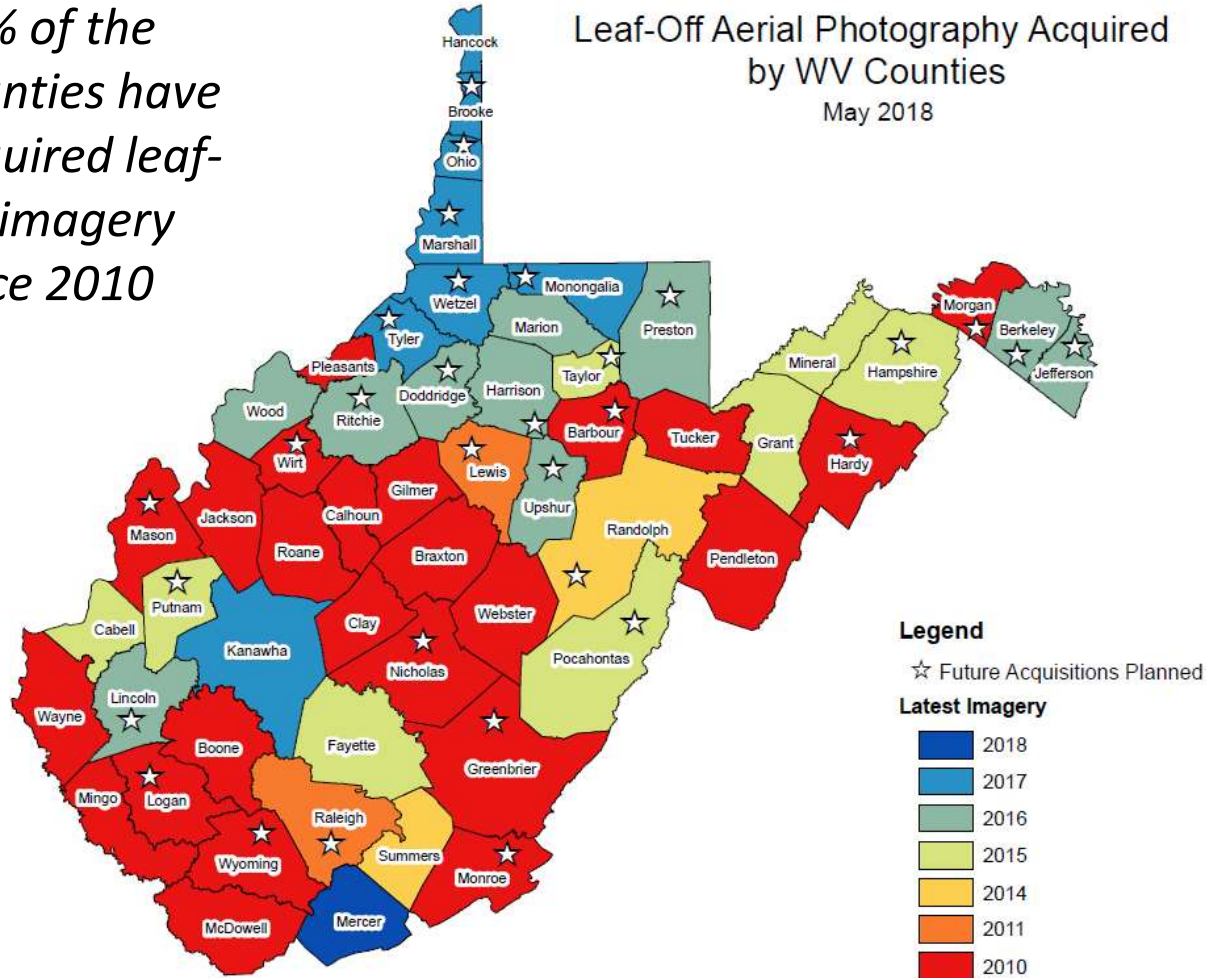 % of the
nties have
uired leaf-
imagery
ce 2010
Leaf-Off Aerial Photography Acquired
by WV Counties
May 2018
Hancock
Brooke
Ohio
Marshall
Wetzel
Monongalia
Tyler
Marion
Preston
Morgan
Berkeley
Jefferson
Pleasants
Doddridge
Harrison
Taylor
Mineral
Hampshire
Wood
Ritchie
Barbour
Tucker
Grant
Hardy
Wirt
Lewis
Gilmer
Upshur
Mason
Jackson
Calhoun
Randolph
Roane
Braxton
Pendleton
Putnam
Cabell
Clay
Webster
Kanawha
Nicholas
Pocahontas
Lincoln
Wayne
Boone
Fayette
Greenbrier
Mingo
Logan
Raleigh
Summers
Wyoming
Monroe
McDowell
Mercer
Legend
Future Acquisitions Planned
Latest Imagery
2018
2017
2016
2015
2014
2011
2010